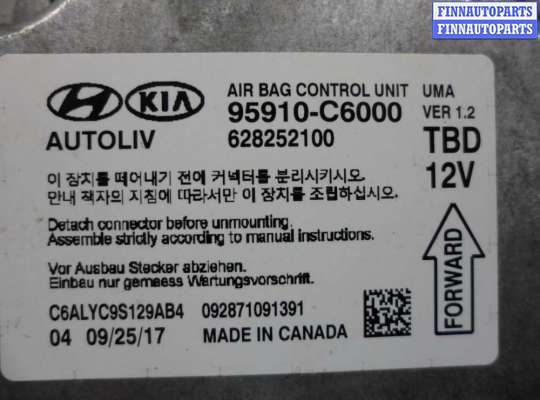 FINNAUTOPARTS
FINNAUTOPARTS
KIA
AIR BAG CONTROL UNIT UMA
95910-C6000 VER 1.2
AUTOLIV 628252100 TBD
12V
이 장치를 떼어내기 전에 커넥터를 분리시키시오.
안내 책자의 지침에 따라서만 이 장치를 조립하십시오.
Detach connector before unmounting.
Assemble strictly according to manual instructions.
Vor Ausbau Stecker abziehen.
Einbau nur gemaess Wartungsvorschrift.
FORWARD
C6ALYC9S129AB4 092871091391
04 09/25/17 MADE IN CANADA
FINNAUTOPARTS
FINNAUTOPARTS